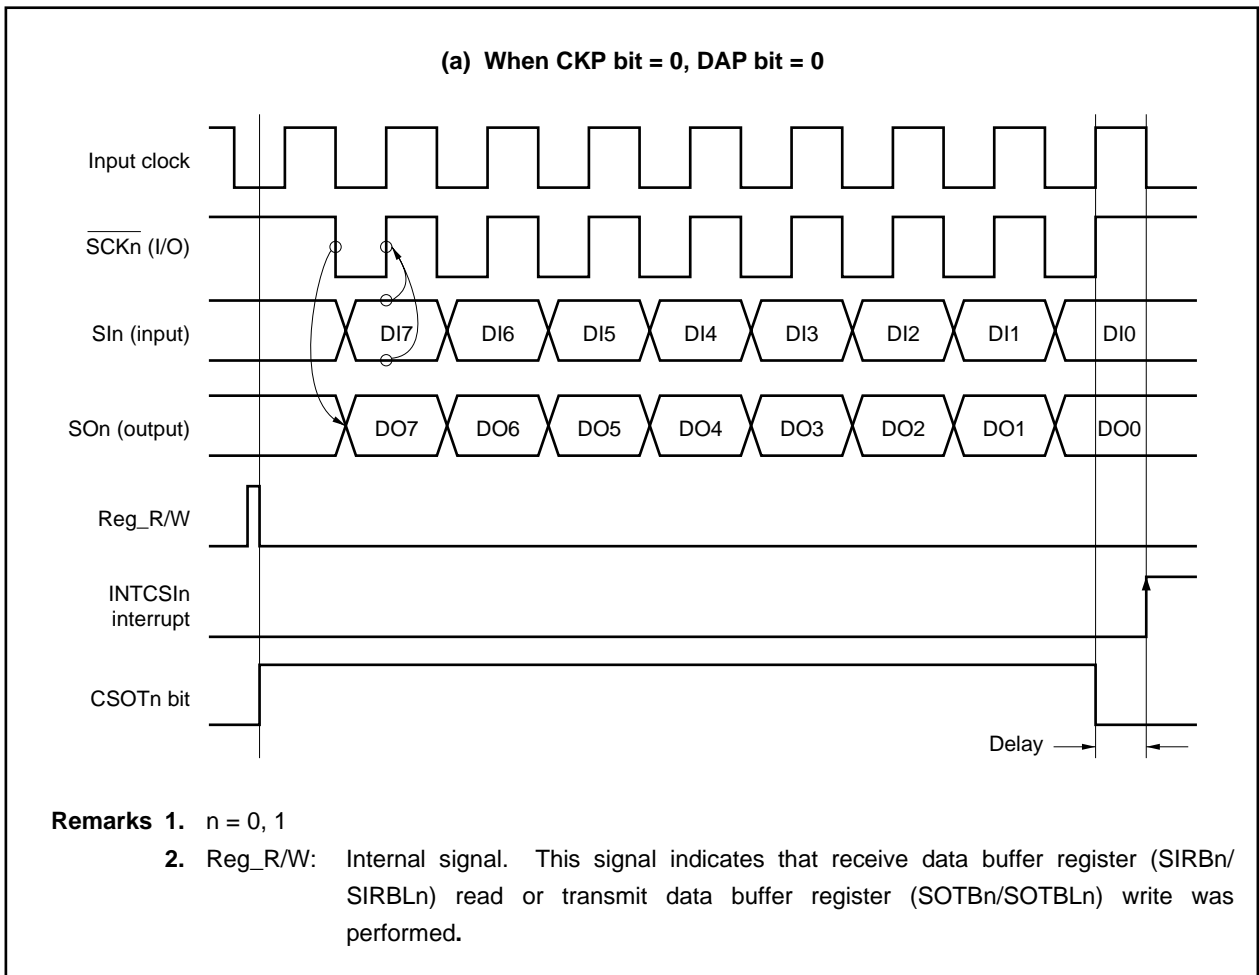 (a) When CKP bit = 0, DAP bit = 0
Input clock
SCKn (I/O)
SIn (input)
DI7 DI6 DI5 DI4 DI3 DI2 DI1 DI0
SOn (output)
DO7 DO6 DO5 DO4 DO3 DO2 DO1 DO0
Reg_R/W
INTCSIn
interrupt
CSOTn bit
Delay
Remarks 1. n = 0, 1
2. Reg_R/W: Internal signal. This signal indicates that receive data buffer register (SIRBn/
SIRBLn) read or transmit data buffer register (SOTBn/SOTBLn) write was
performed.